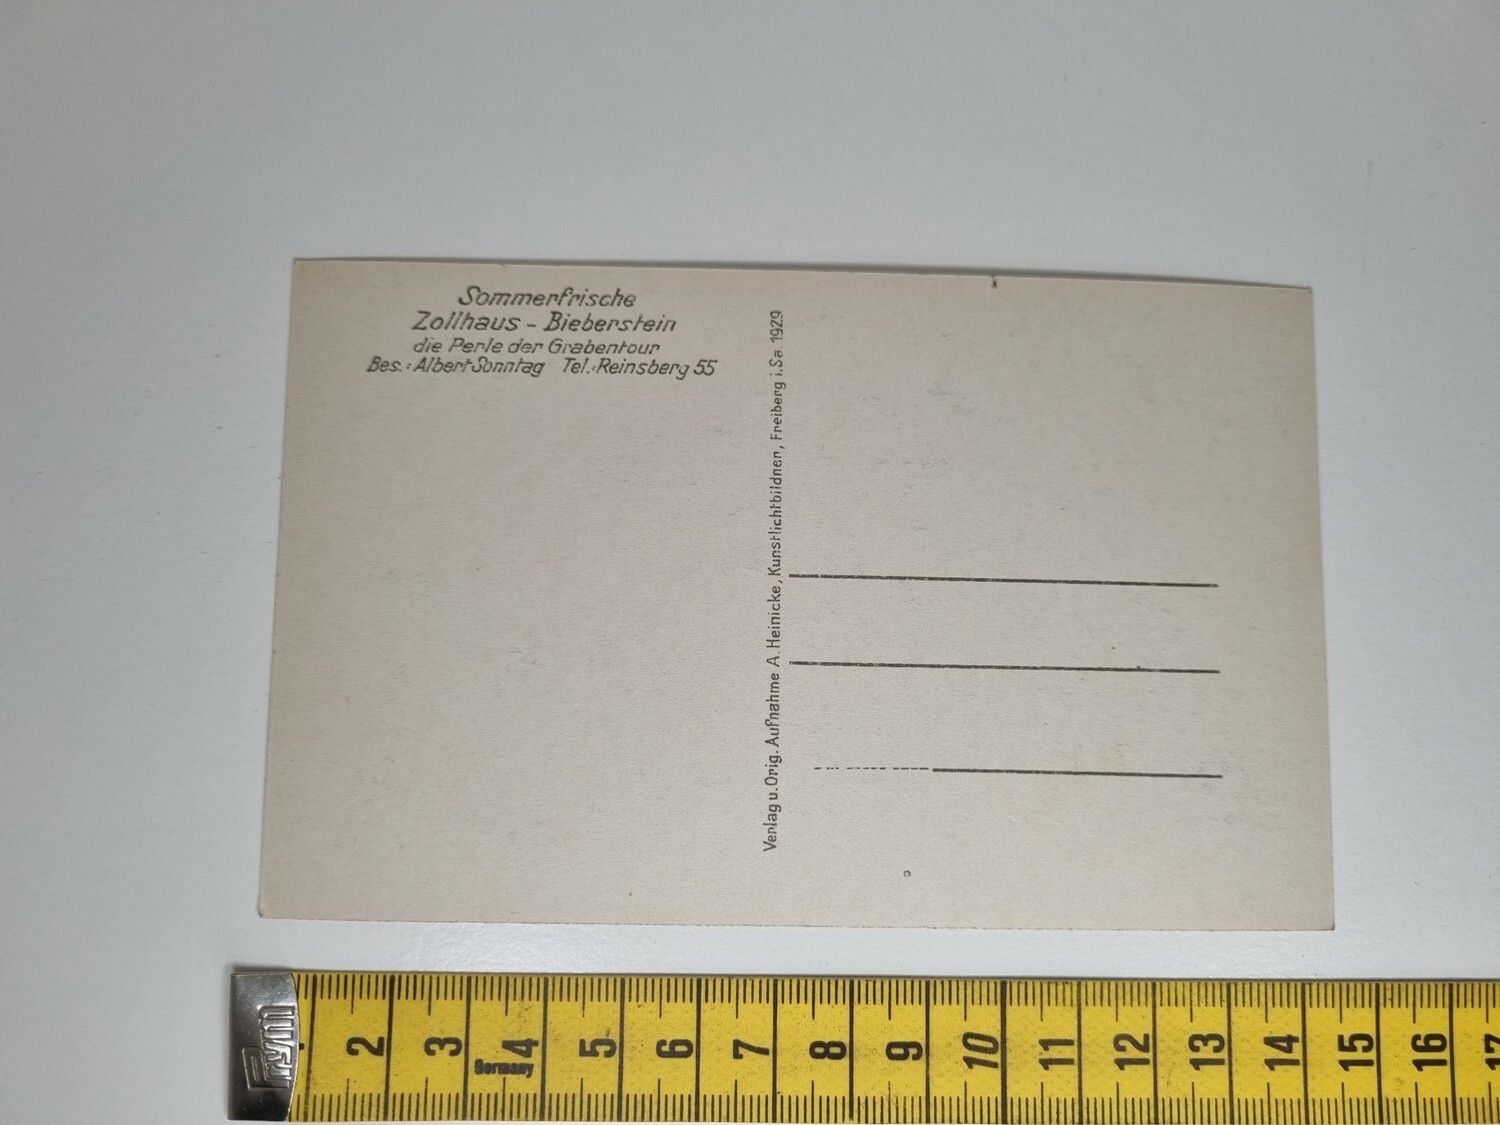 Sommerfrische
Zollhaus - Bieberstein
die Perle der Grabentour
Bes.: Albert Sonntag Tel.: Reinsberg 55
Verlag u. Orig. Aufnahme A. Heinicke, Kunstlichtbildner, Freiberg i. Sa. 1929
Prym
2 3 4 5 6 7 8 9 10 11 12 13 14 15 16 17
Germany